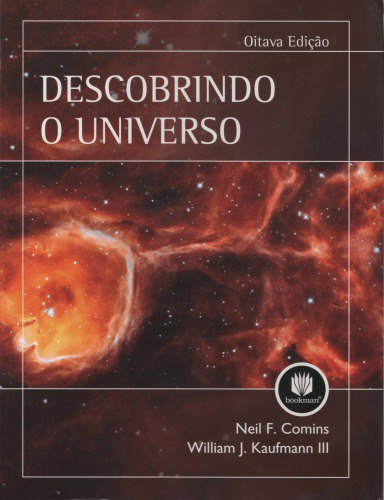 Oitava Edição
DESCOBRINDO
O UNIVERSO
bookman®
Neil F. Comins
William J. Kaufmann III